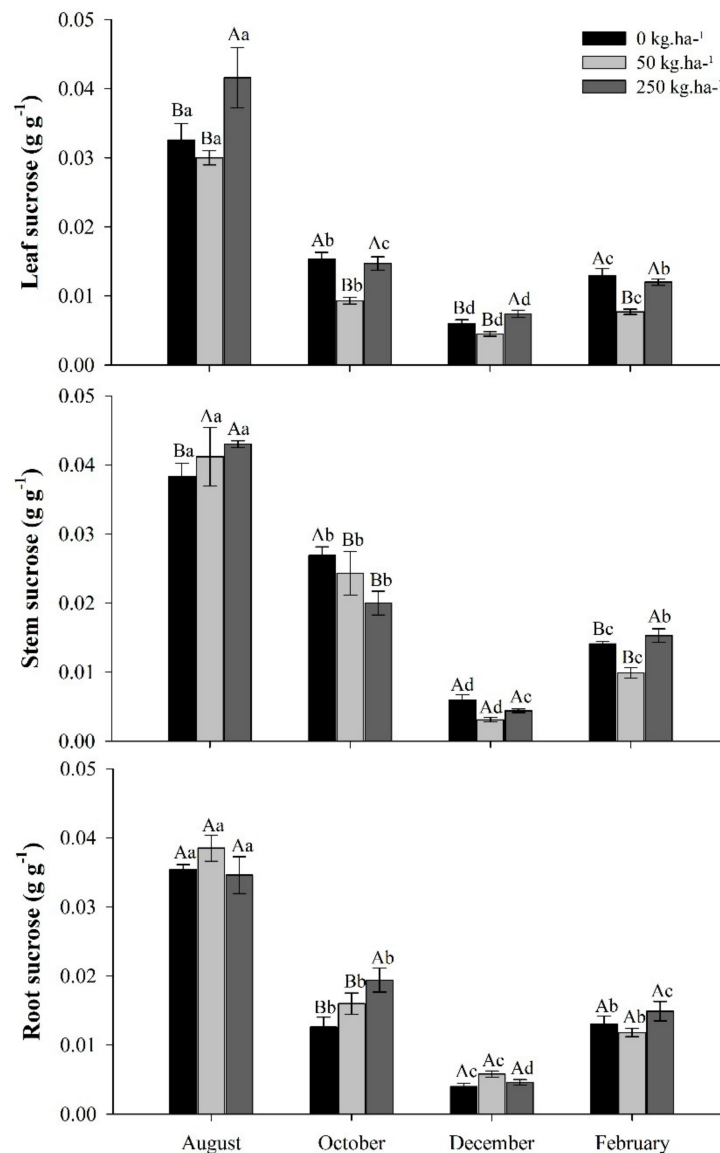 0 kg.ha-¹
50 kg.ha-¹
250 kg.ha-¹
Leaf sucrose (g g⁻¹)
0.05
0.04
0.03
0.02
0.01
0.00
Ba Ba Aa
Ab Bb Ac
Bd Bd Ad
Ac Bc Ab
Stem sucrose (g g⁻¹)
0.05
0.04
0.03
0.02
0.01
0.00
Ba Aa Aa
Ab Bb Bb
Ad Ad Ac
Bc Bc Ab
Root sucrose (g g⁻¹)
0.05
0.04
0.03
0.02
0.01
0.00
Aa Aa Aa
Bb Bb Ab
Ac Ac Ad
Ab Ab Ac
August October December February